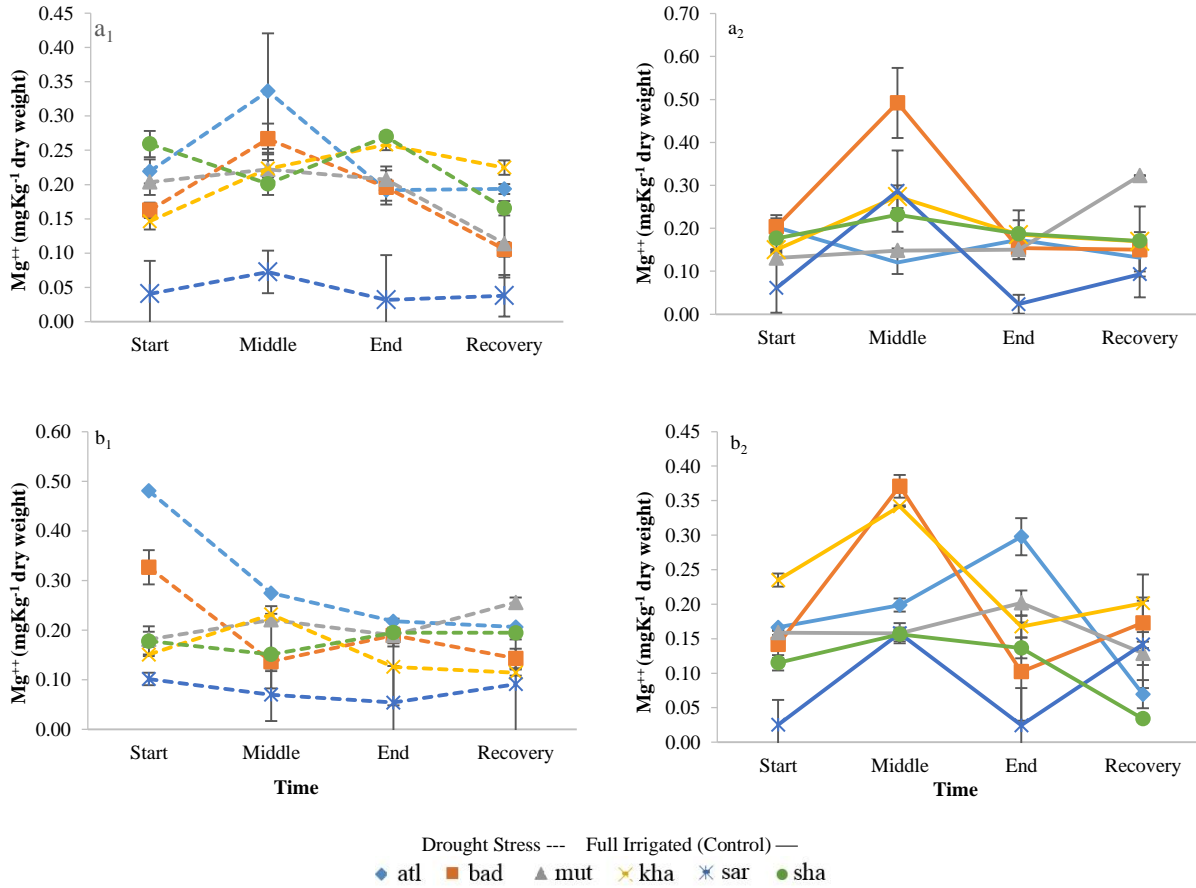 a₁
Mg⁺⁺ (mgKg⁻¹ dry weight)
0.45
0.40
0.35
0.30
0.25
0.20
0.15
0.10
0.05
0.00
Start Middle End Recovery
a₂
Mg⁺⁺ (mgKg⁻¹ dry weight)
0.70
0.60
0.50
0.40
0.30
0.20
0.10
0.00
Start Middle End Recovery
b₁
Mg⁺⁺ (mgKg⁻¹ dry weight)
0.60
0.50
0.40
0.30
0.20
0.10
0.00
Start Middle End Recovery
Time
b₂
Mg⁺⁺ (mgKg⁻¹ dry weight)
0.45
0.40
0.35
0.30
0.25
0.20
0.15
0.10
0.05
0.00
Start Middle End Recovery
Time
Drought Stress --- Full Irrigated (Control) —
atl bad mut kha sar sha